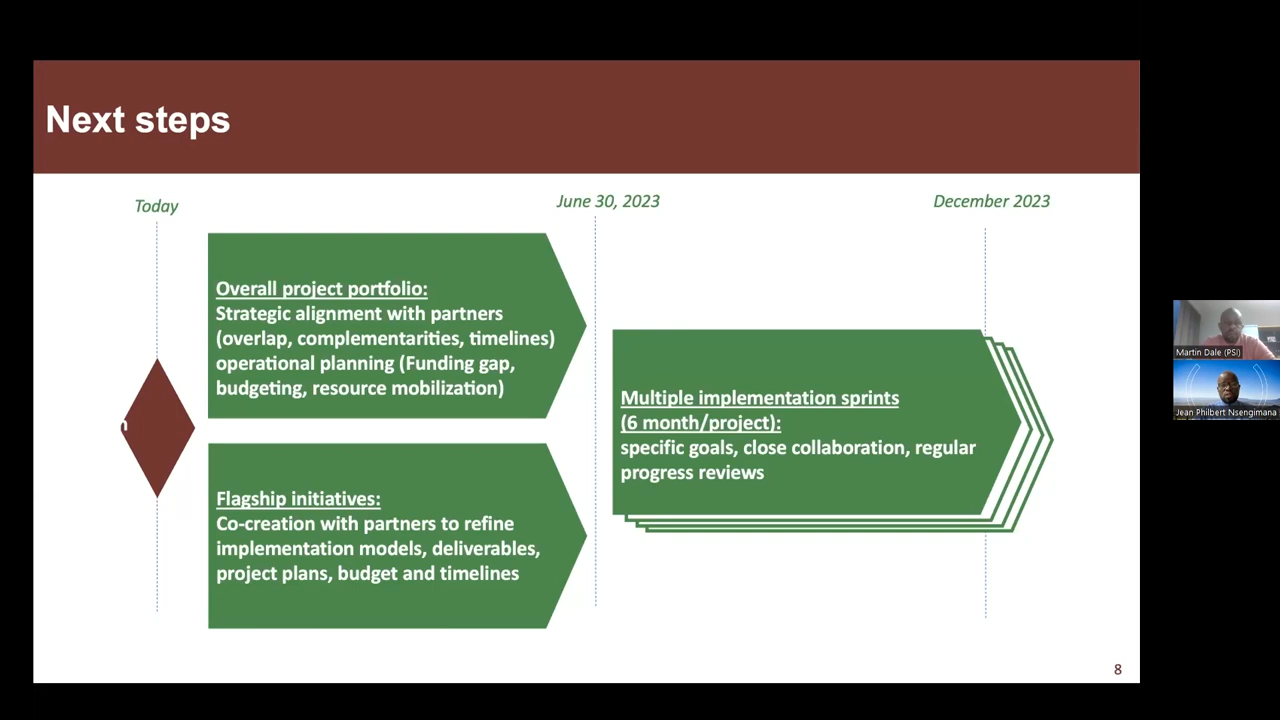 Next steps
Today
June 30, 2023
December 2023
Overall project portfolio:
Strategic alignment with partners
(overlap, complementarities, timelines)
operational planning (Funding gap,
budgeting, resource mobilization)
Flagship initiatives:
Co-creation with partners to refine
implementation models, deliverables,
project plans, budget and timelines
Multiple implementation sprints
(6 month/project):
specific goals, close collaboration, regular
progress reviews
8
Martin Dale (PSI)
Jean Philbert Nsengimana